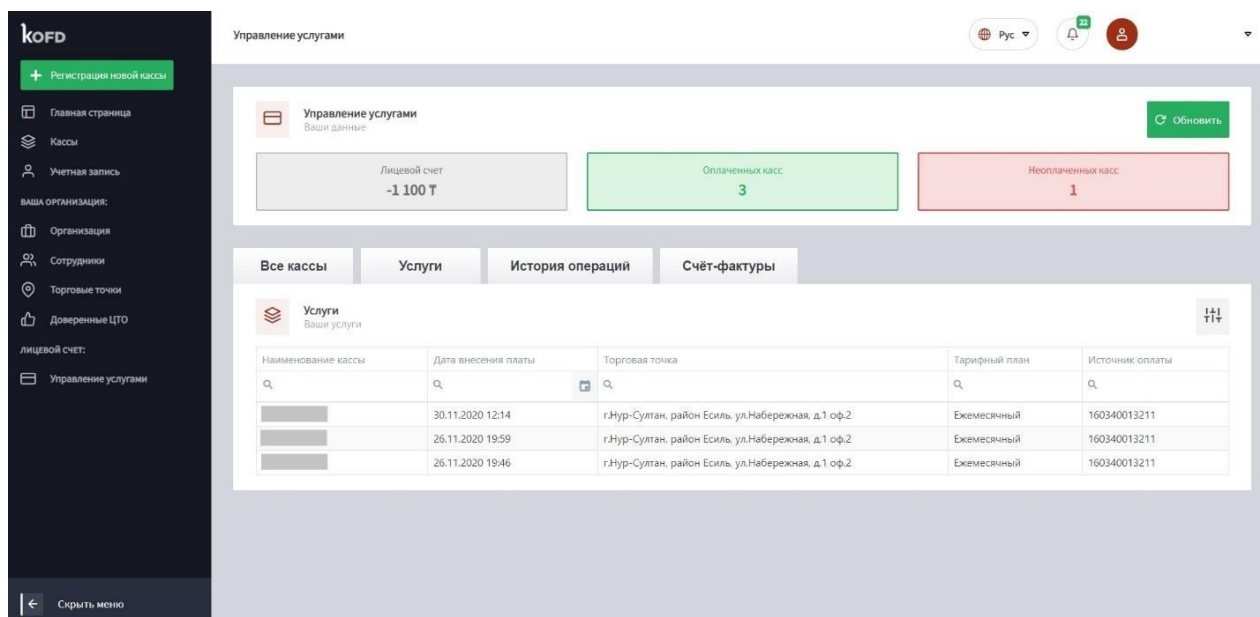 kOFD
Управление услугами
Рус
22
Регистрация новой кассы
Главная страница
Кассы
Учетная запись
ВАША ОРГАНИЗАЦИЯ:
Организация
Сотрудники
Торговые точки
Доверенные ЦТО
ЛИЦЕВОЙ СЧЕТ:
Управление услугами
Скрыть меню
Управление услугами
Ваши данные
Обновить
Лицевой счет
-1 100 ₸
Оплаченных касс
3
Неоплаченных касс
1
Все кассы Услуги История операций Счёт-фактуры
Услуги
Ваши услуги
Наименование кассы Дата внесения платы Торговая точка Тарифный план Источник оплаты
30.11.2020 12:14 г.Нур-Султан, район Есиль, ул.Набережная, д.1 оф.2 Ежемесячный 160340013211
26.11.2020 19:59 г.Нур-Султан, район Есиль, ул.Набережная, д.1 оф.2 Ежемесячный 160340013211
26.11.2020 19:46 г.Нур-Султан, район Есиль, ул.Набережная, д.1 оф.2 Ежемесячный 160340013211